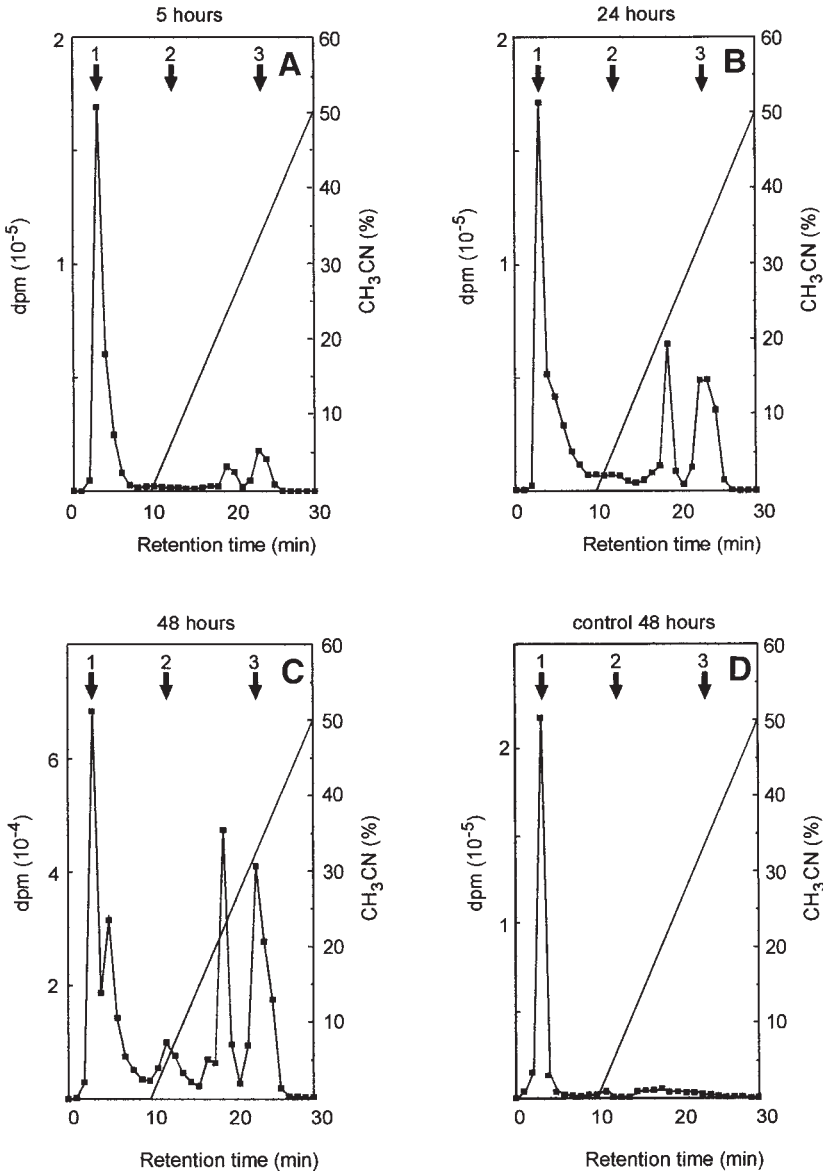 5 hours
A
1 2 3
2
1
dpm (10-5)
60
50
40
30
20
10
CH3CN (%)
0 10 20 30
Retention time (min)
24 hours
B
1 2 3
2
1
dpm (10-5)
60
50
40
30
20
10
CH3CN (%)
0 10 20 30
Retention time (min)
48 hours
C
1 2 3
6
4
2
dpm (10-4)
60
50
40
30
20
10
CH3CN (%)
0 10 20 30
Retention time (min)
control 48 hours
D
1 2 3
2
1
dpm (10-5)
60
50
40
30
20
10
CH3CN (%)
0 10 20 30
Retention time (min)